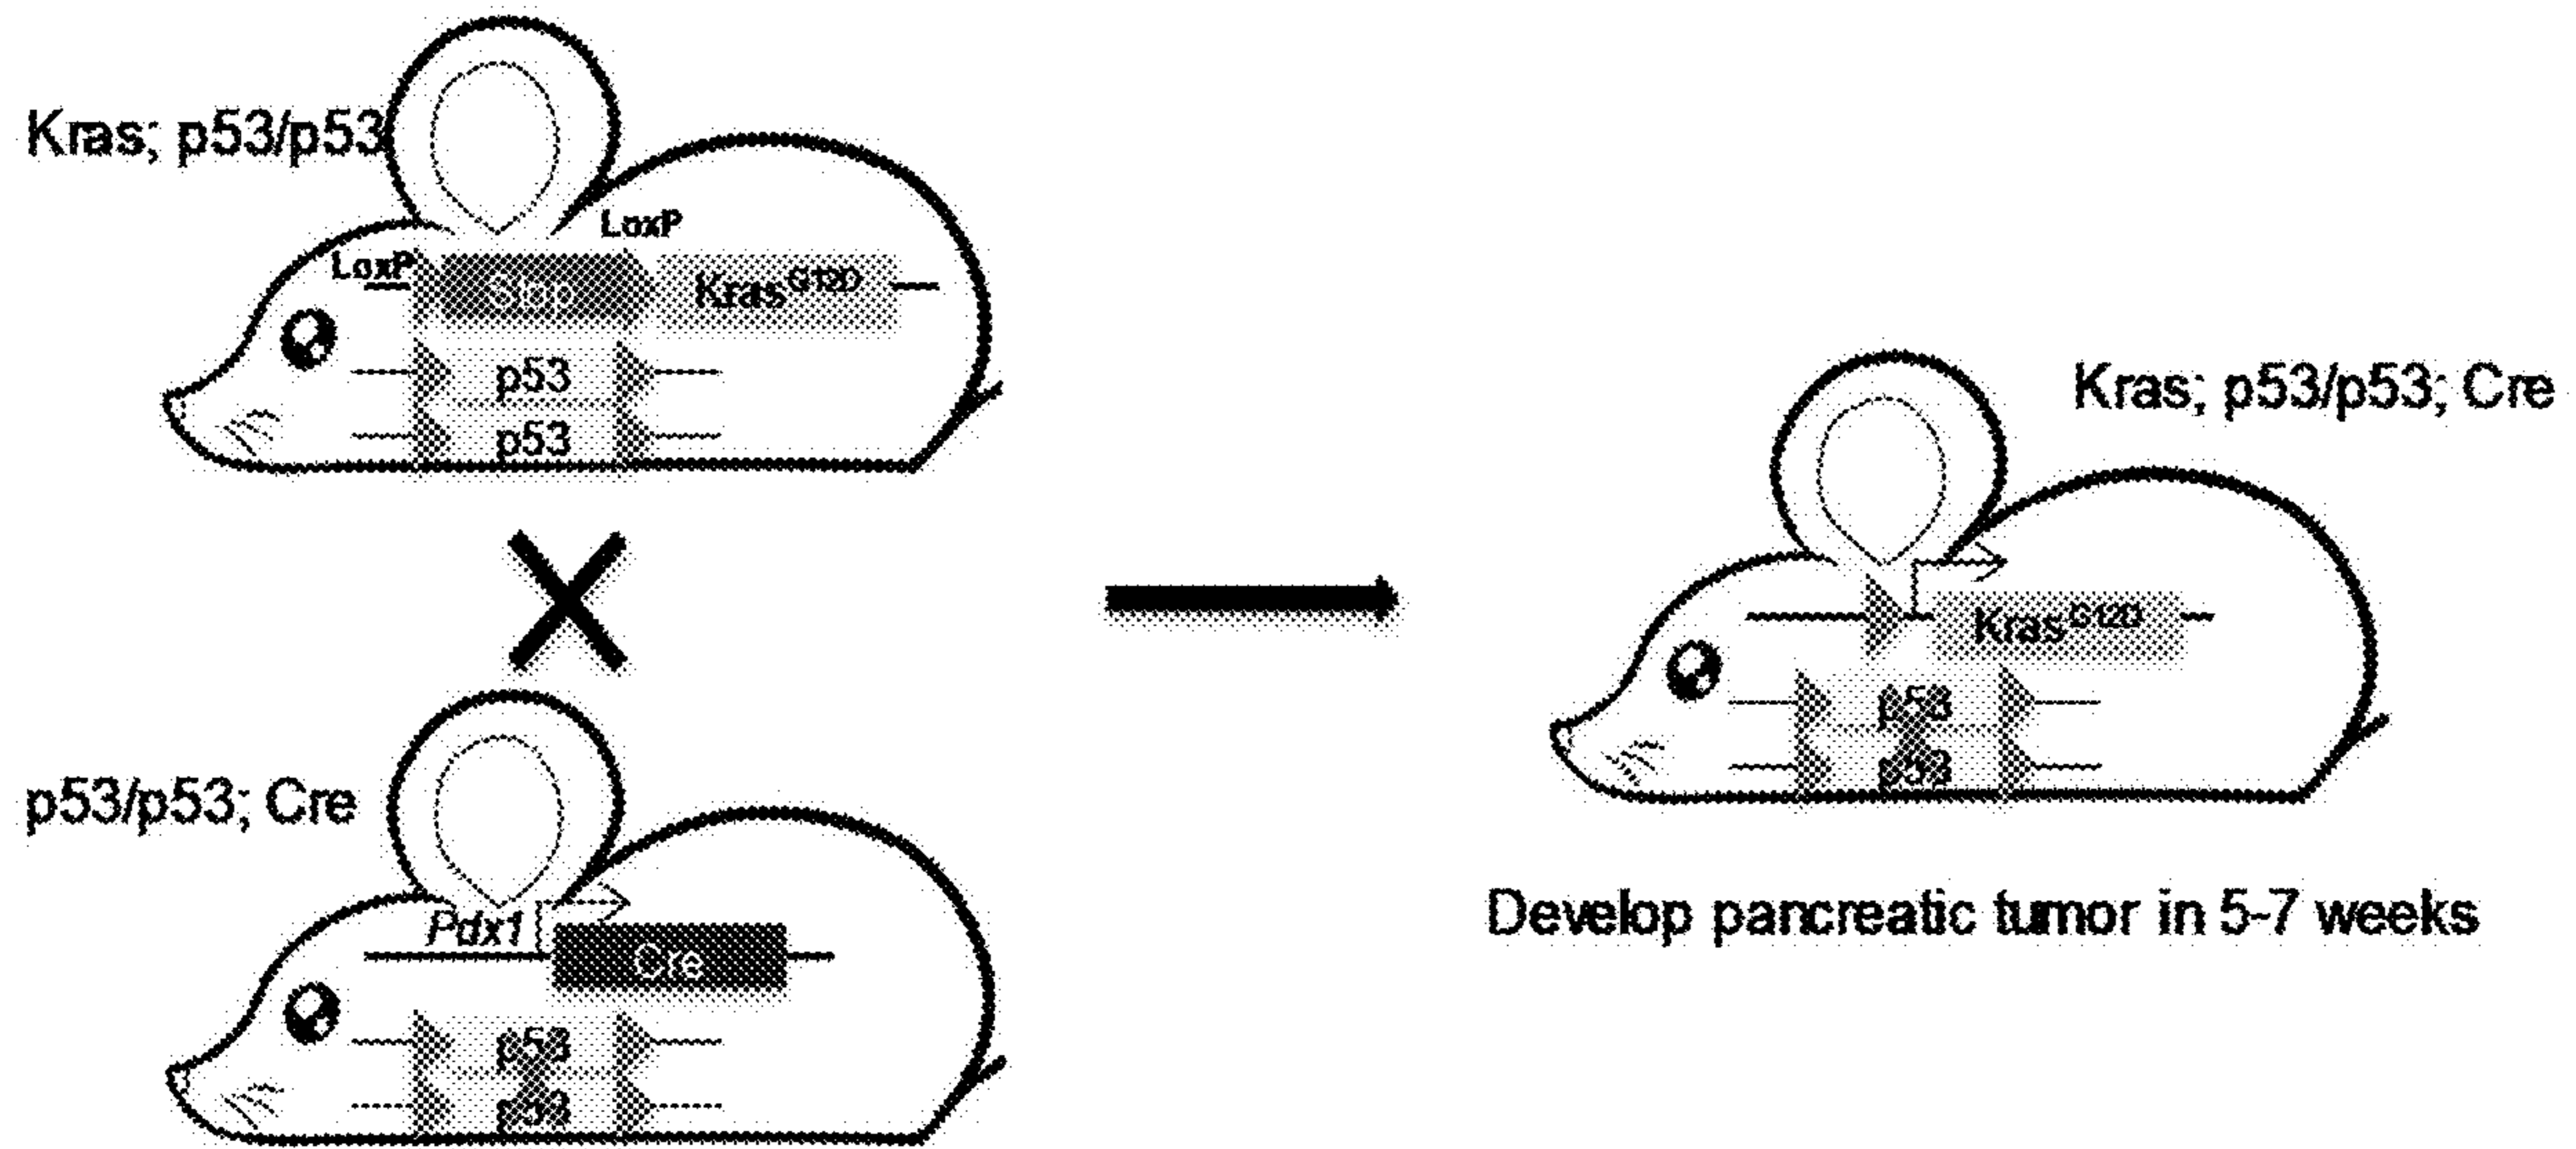 Kras; p53/p53
LoxP
LoxP
Stop
Kras^G12D
p53
p53
p53/p53; Cre
Pdx1
Cre
p53
p53
Kras; p53/p53; Cre
Kras^G12D
p53
p53
Develop pancreatic tumor in 5-7 weeks